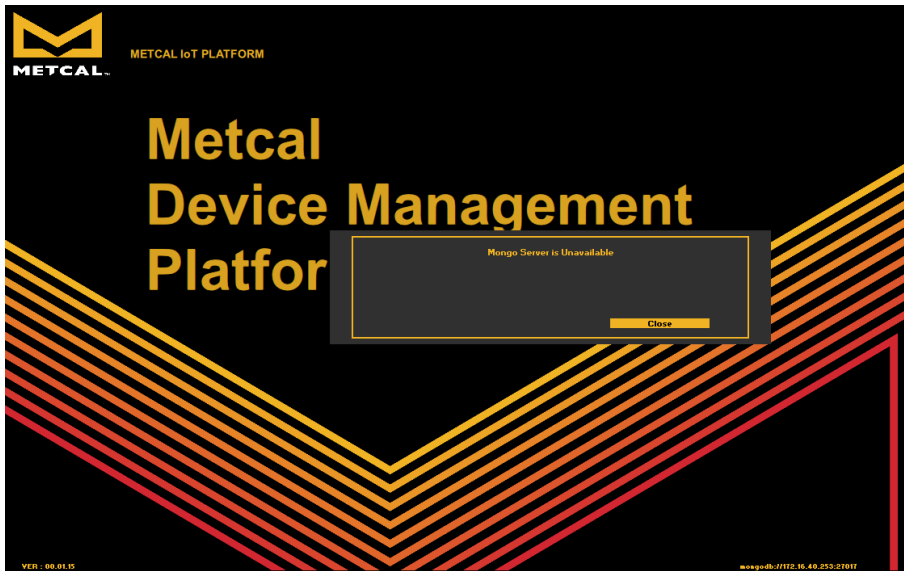 METCAL™
METCAL IoT PLATFORM
Metcal
Device Management
Platfor
Mongo Server is Unavailable
Close
VER : 00.01.15
mongodb://172.16.40.253:27017